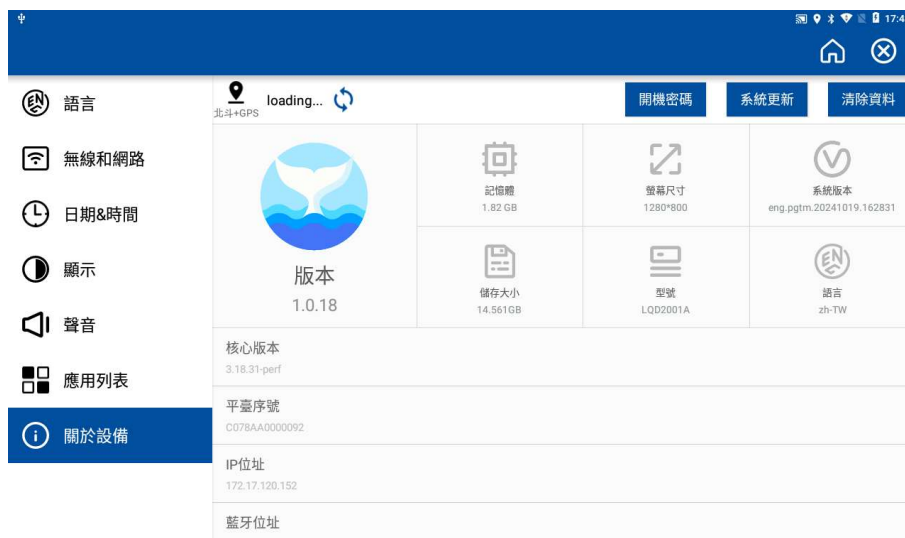 17:4
語言
無線和網路
日期&時間
顯示
聲音
應用列表
關於設備
北斗+GPS
loading...
開機密碼
系統更新
清除資料
版本
1.0.18
記憶體
1.82 GB
螢幕尺寸
1280*800
系統版本
eng.pgtm.20241019.162831
儲存大小
14.561GB
型號
LQD2001A
EN
語言
zh-TW
核心版本
3.18.31-perf
平臺序號
C078AA0000092
IP位址
172.17.120.152
藍牙位址